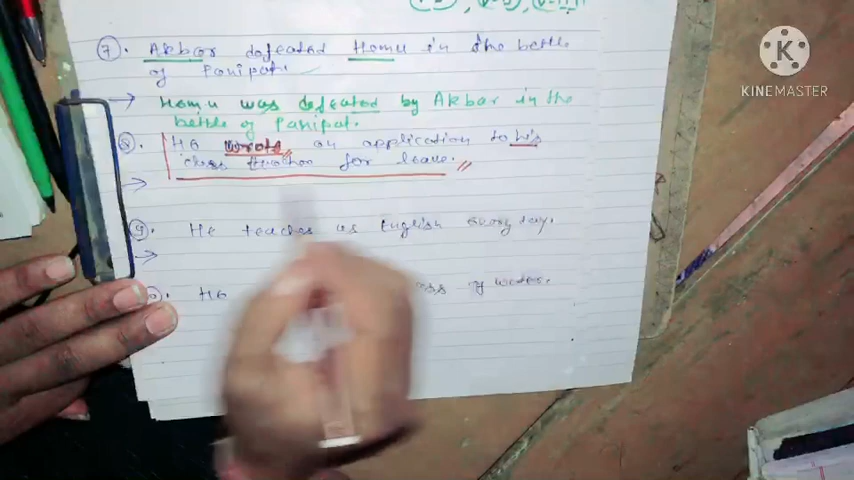 7. Akbar defeated Hemu in the battle
of Panipat.
→ Hemu was defeated by Akbar in the
battle of Panipat.
8. He wrote an application to his
class teacher for leave.
→
9. He teaches us English every day.
→
He of water.
KINEMASTER